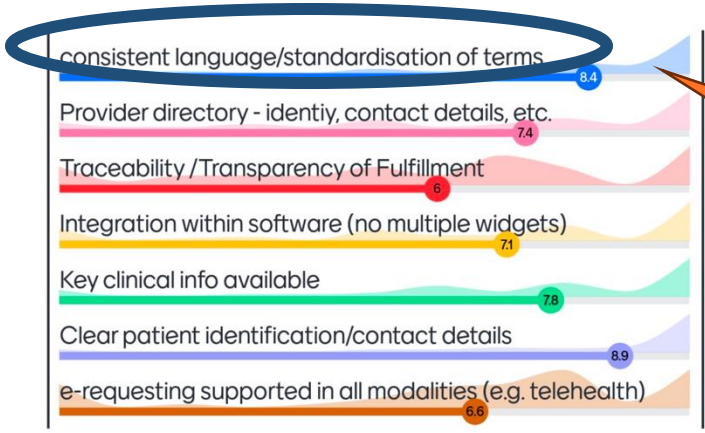 consistent language/standardisation of terms
8.4
Provider directory - identiy, contact details, etc.
7.4
Traceability /Transparency of Fulfillment
6
Integration within software (no multiple widgets)
7.1
Key clinical info available
7.8
Clear patient identification/contact details
8.9
e-requesting supported in all modalities (e.g. telehealth)
6.6